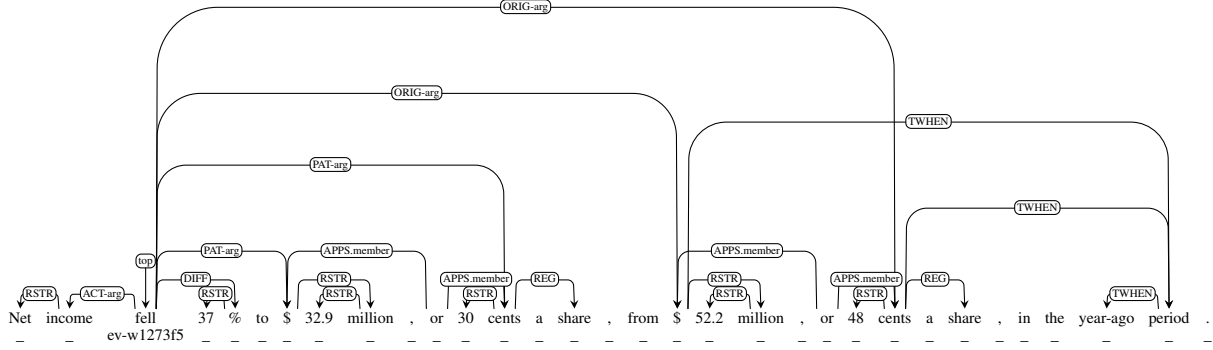 ORIG-arg
ORIG-arg
TWHEN
PAT-arg
TWHEN
PAT-arg APPS.member APPS.member
top
DIFF RSTR APPS.member REG RSTR APPS.member REG
RSTR ACT-arg RSTR RSTR RSTR RSTR RSTR TWHEN
Net income fell 37 % to $ 32.9 million , or 30 cents a share , from $ 52.2 million , or 48 cents a share , in the year-ago period .
_ _ ev-w1273f5 _ _ _ _ _ _ _ _ _ _ _ _ _ _ _ _ _ _ _ _ _ _ _ _ _ _ _ _